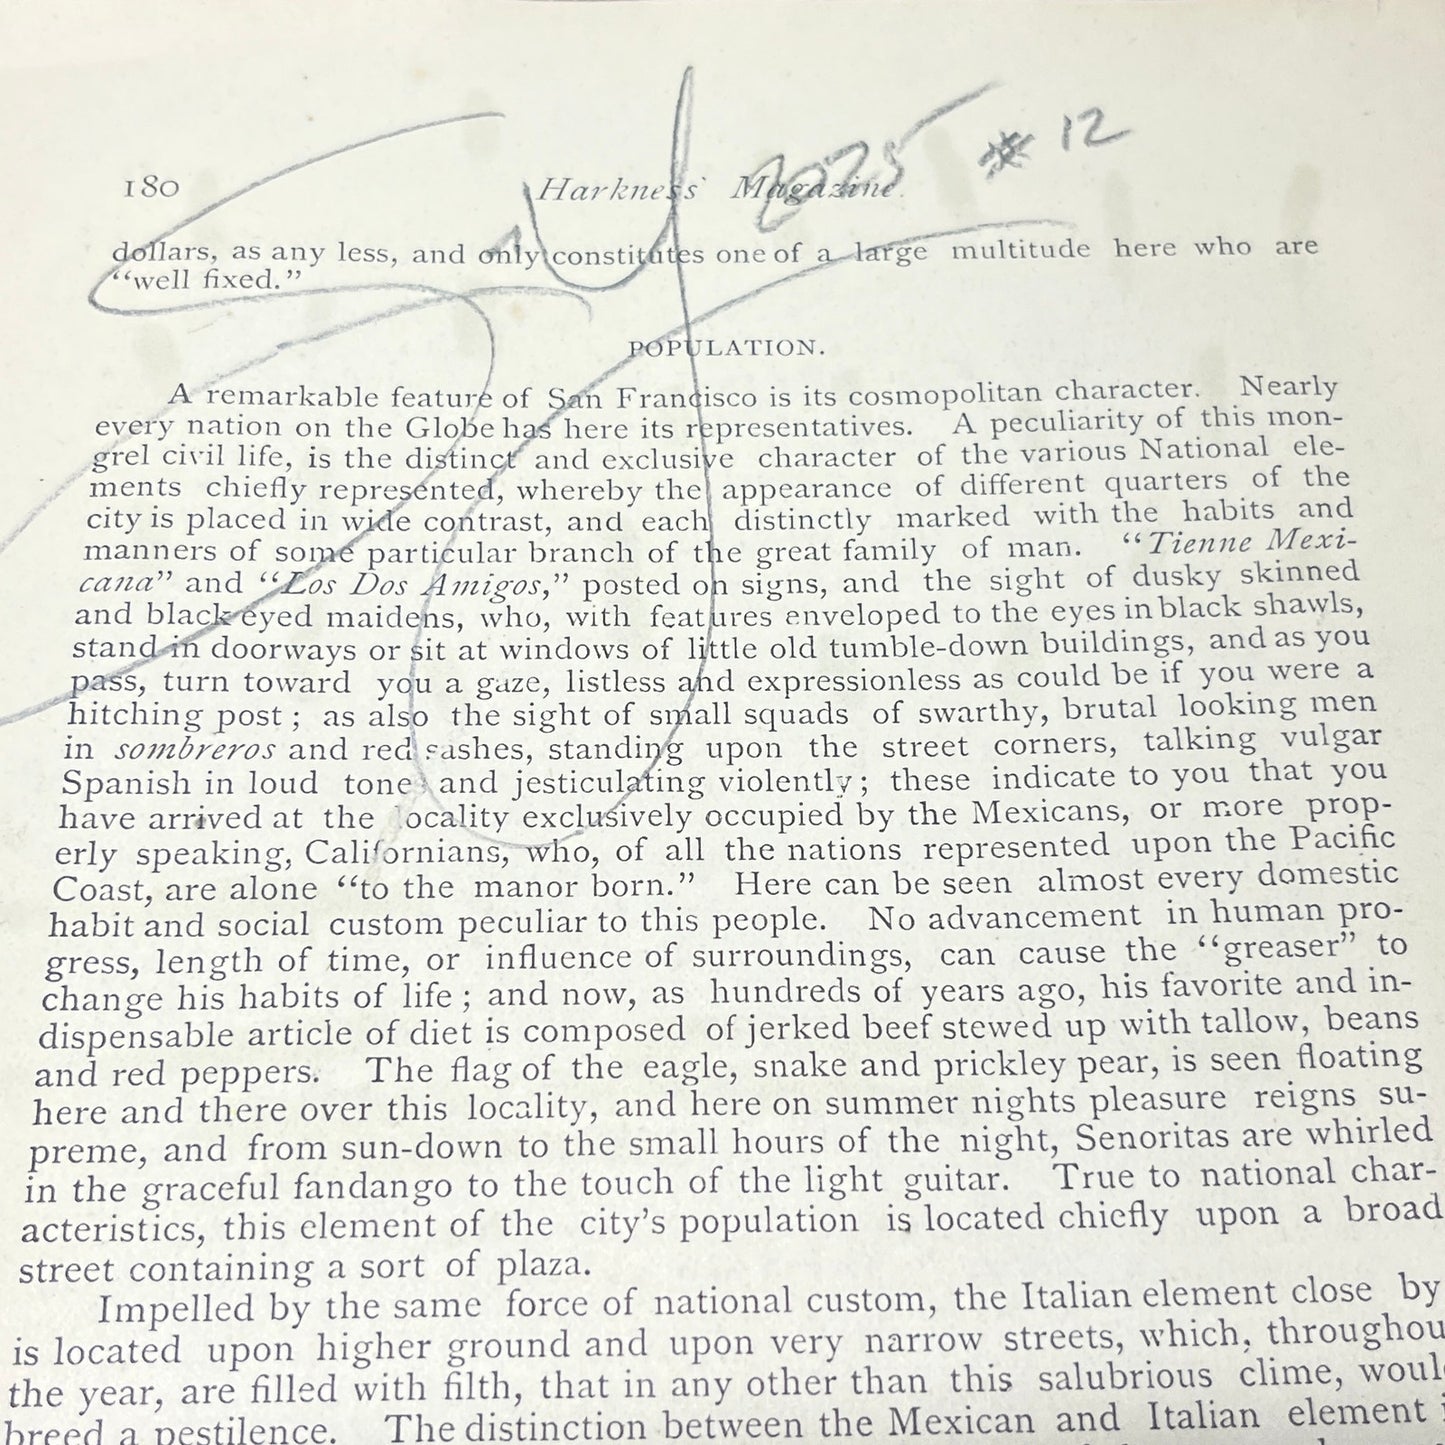 2025 # 12
180 Harkness' Magazine.
dollars, as any less, and only constitutes one of a large multitude here who are
“well fixed.”
POPULATION.
A remarkable feature of San Francisco is its cosmopolitan character. Nearly
every nation on the Globe has here its representatives. A peculiarity of this mon-
grel civil life, is the distinct and exclusive character of the various National ele-
ments chiefly represented, whereby the appearance of different quarters of the
city is placed in wide contrast, and each distinctly marked with the habits and
manners of some particular branch of the great family of man. “Tienne Mexi-
cana” and “Los Dos Amigos,” posted on signs, and the sight of dusky skinned
and black-eyed maidens, who, with features enveloped to the eyes in black shawls,
stand in doorways or sit at windows of little old tumble-down buildings, and as you
pass, turn toward you a gaze, listless and expressionless as could be if you were a
hitching post; as also the sight of small squads of swarthy, brutal looking men
in sombreros and red sashes, standing upon the street corners, talking vulgar
Spanish in loud tones and jesticulating violently; these indicate to you that you
have arrived at the locality exclusively occupied by the Mexicans, or more prop-
erly speaking, Californians, who, of all the nations represented upon the Pacific
Coast, are alone “to the manor born.” Here can be seen almost every domestic
habit and social custom peculiar to this people. No advancement in human pro-
gress, length of time, or influence of surroundings, can cause the “greaser” to
change his habits of life; and now, as hundreds of years ago, his favorite and in-
dispensable article of diet is composed of jerked beef stewed up with tallow, beans
and red peppers. The flag of the eagle, snake and prickley pear, is seen floating
here and there over this locality, and here on summer nights pleasure reigns su-
preme, and from sun-down to the small hours of the night, Senoritas are whirled
in the graceful fandango to the touch of the light guitar. True to national char-
acteristics, this element of the city's population is located chiefly upon a broad
street containing a sort of plaza.
Impelled by the same force of national custom, the Italian element close by
is located upon higher ground and upon very narrow streets, which, throughou
the year, are filled with filth, that in any other than this salubrious clime, woul
breed a pestilence. The distinction between the Mexican and Italian element